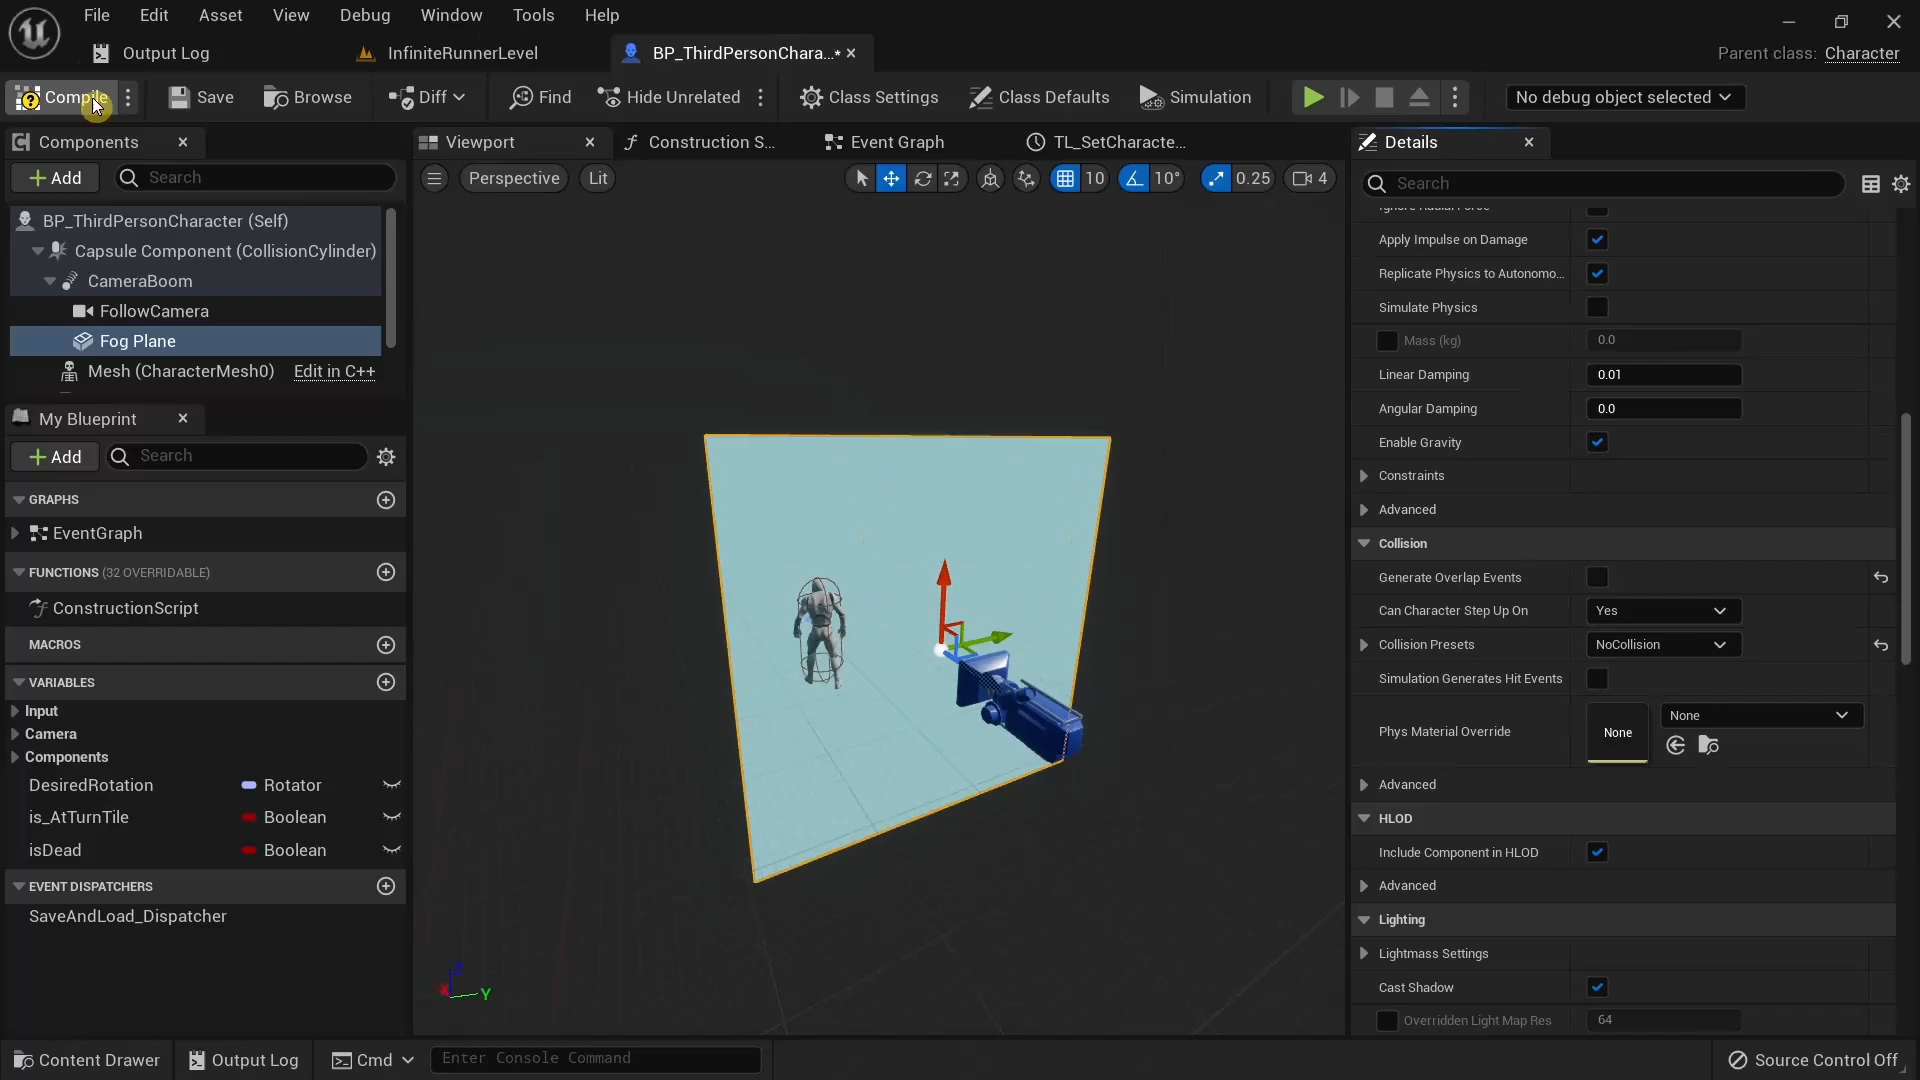 File Edit Asset View Debug Window Tools Help
Output Log InfiniteRunnerLevel BP_ThirdPersonChara...* Parent class: Character
Compile Save Browse Diff Find Hide Unrelated Class Settings Class Defaults Simulation No debug object selected
Components
Add Search
BP_ThirdPersonCharacter (Self)
Capsule Component (CollisionCylinder)
CameraBoom
FollowCamera
Fog Plane
Mesh (CharacterMesh0) Edit in C++
My Blueprint
Add Search
GRAPHS
EventGraph
FUNCTIONS (32 OVERRIDABLE)
ConstructionScript
MACROS
VARIABLES
Input
Camera
Components
DesiredRotation Rotator
is_AtTurnTile Boolean
isDead Boolean
EVENT DISPATCHERS
SaveAndLoad_Dispatcher
Viewport Construction S... Event Graph TL_SetCharacte...
Perspective Lit 10 10° 0.25 4
Z
X
Y
Details
Search
Apply Impulse on Damage
Replicate Physics to Autonomo...
Simulate Physics
Mass (kg) 0.0
Linear Damping 0.01
Angular Damping 0.0
Enable Gravity
Constraints
Advanced
Collision
Generate Overlap Events
Can Character Step Up On Yes
Collision Presets NoCollision
Simulation Generates Hit Events
Phys Material Override None None
Advanced
HLOD
Include Component in HLOD
Advanced
Lighting
Lightmass Settings
Cast Shadow
Overridden Light Map Res 64
Content Drawer Output Log Cmd Enter Console Command Source Control Off